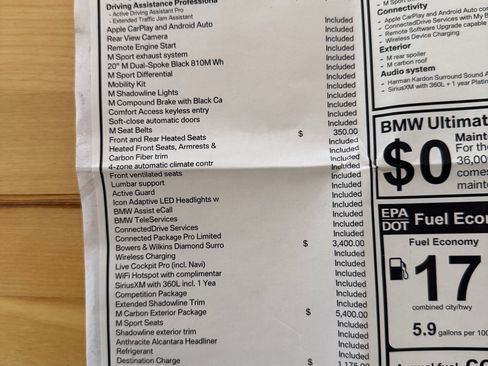 Driving Assistance Professiona
- Active Driving Assistant Pro
- Extended Traffic Jam Assistant
Apple CarPlay and Android Auto Included
Rear View Camera Included
Remote Engine Start Included
M Sport exhaust system Included
20" M Dual-Spoke Black 810M Wh Included
M Sport Differential Included
Mobility Kit Included
M Shadowline Lights Included
M Compound Brake with Black Ca Included
Comfort Access keyless entry Included
Soft-close automatic doors Included
M Seat Belts $ 350.00
Front and Rear Heated Seats Included
Heated Front Seats, Armrests & Included
Carbon Fiber trim Included
4-zone automatic climate contr Included
Front ventilated seats Included
Lumbar support Included
Active Guard Included
Icon Adaptive LED Headlights w Included
BMW Assist eCall Included
BMW TeleServices Included
ConnectedDrive Services Included
Connected Package Pro Limited Included
Bowers & Wilkins Diamond Surro $ 3,400.00
Wireless Charging Included
Live Cockpit Pro (incl. Navi) Included
WiFi Hotspot with complimentar Included
SiriusXM with 360L incl. 1 Yea Included
Competition Package Included
Extended Shadowline Trim Included
M Carbon Exterior Package $ 5,400.00
M Sport Seats Included
Shadowline exterior trim Included
Anthracite Alcantara Headliner Included
Refrigerant Included
Destination Charge $ 1,175.00
Connectivity
- Apple CarPlay and Android Auto con
- ConnectedDrive Services with My B
- Remote Software Upgrade capable
- Wireless Device Charging
Exterior
- M rear spoiler
- M carbon roof
Audio system
- Harman Kardon Surround Sound A
- SiriusXM with 360L + 1 year Platin
BMW Ultimat
$0
Maint
For the
36,00
comes
mainte
EPA
DOT
Fuel Econ
Fuel Economy
17
combined city/hwy
5.9 gallons per 100